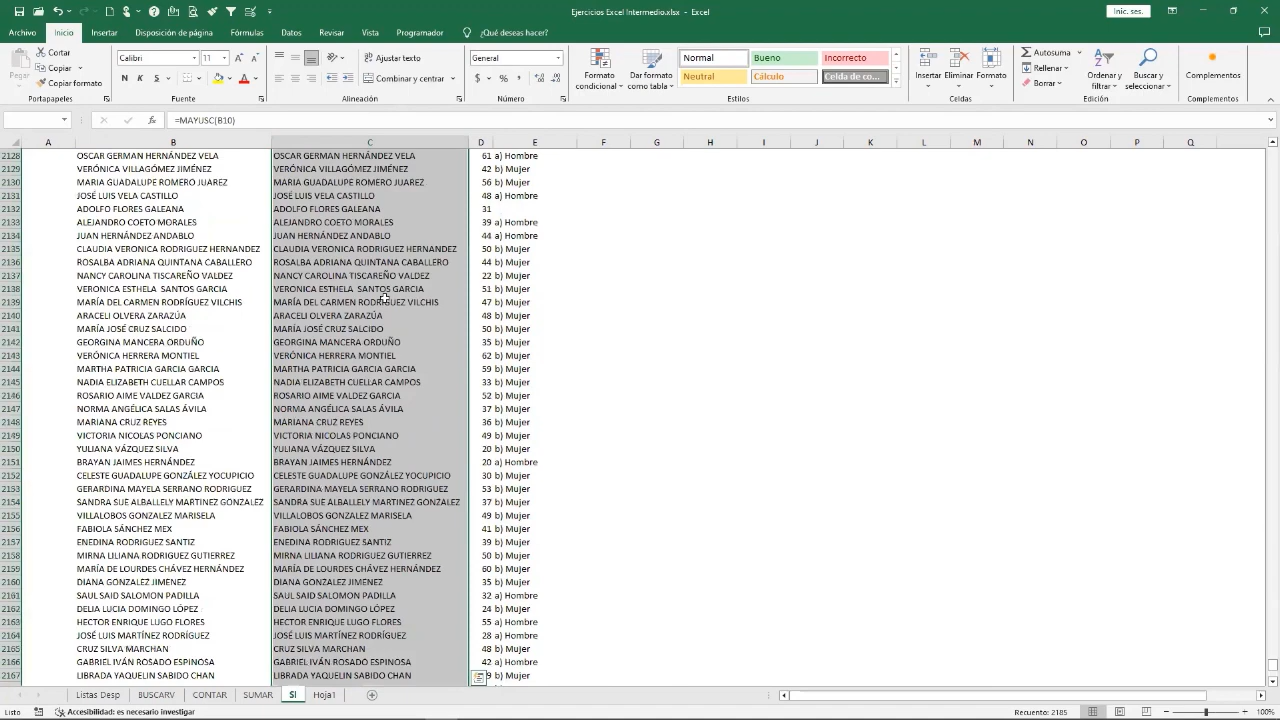 Ejercicios Excel Intermedio.xlsx - Excel
Inic. ses.
Archivo Inicio Insertar Disposición de página Fórmulas Datos Revisar Vista Programador ¿Qué deseas hacer?
Cortar
Copiar
Copiar formato
Pegar
Portapapeles
Calibri 11
N K S
Fuente
Ajustar texto
Combinar y centrar
Alineación
General
Número
Formato condicional
Dar formato como tabla
Normal Bueno Incorrecto
Neutral Cálculo Celda de co...
Estilos
Insertar Eliminar Formato
Celdas
Autosuma
Rellenar
Borrar
Ordenar y filtrar
Buscar y seleccionar
Edición
Complementos
Complementos
=MAYUSC(B10)
A B C D E F G H I J K L M N O P Q
2128 OSCAR GERMAN HERNÁNDEZ VELA OSCAR GERMAN HERNÁNDEZ VELA 61 a) Hombre
2129 VERÓNICA VILLAGÓMEZ JIMÉNEZ VERÓNICA VILLAGÓMEZ JIMÉNEZ 42 b) Mujer
2130 MARIA GUADALUPE ROMERO JUAREZ MARIA GUADALUPE ROMERO JUAREZ 56 b) Mujer
2131 JOSÉ LUIS VELA CASTILLO JOSÉ LUIS VELA CASTILLO 48 a) Hombre
2132 ADOLFO FLORES GALEANA ADOLFO FLORES GALEANA 31
2133 ALEJANDRO COETO MORALES ALEJANDRO COETO MORALES 39 a) Hombre
2134 JUAN HERNÁNDEZ ANDABLO JUAN HERNÁNDEZ ANDABLO 44 a) Hombre
2135 CLAUDIA VERONICA RODRIGUEZ HERNANDEZ CLAUDIA VERONICA RODRIGUEZ HERNANDEZ 50 b) Mujer
2136 ROSALBA ADRIANA QUINTANA CABALLERO ROSALBA ADRIANA QUINTANA CABALLERO 44 b) Mujer
2137 NANCY CAROLINA TISCAREÑO VALDEZ NANCY CAROLINA TISCAREÑO VALDEZ 22 b) Mujer
2138 VERONICA ESTHELA SANTOS GARCIA VERONICA ESTHELA SANTOS GARCIA 51 b) Mujer
2139 MARÍA DEL CARMEN RODRÍGUEZ VILCHIS MARÍA DEL CARMEN RODRÍGUEZ VILCHIS 47 b) Mujer
2140 ARACELI OLVERA ZARAZÚA ARACELI OLVERA ZARAZÚA 48 b) Mujer
2141 MARÍA JOSÉ CRUZ SALCIDO MARÍA JOSÉ CRUZ SALCIDO 50 b) Mujer
2142 GEORGINA MANCERA ORDUÑO GEORGINA MANCERA ORDUÑO 35 b) Mujer
2143 VERÓNICA HERRERA MONTIEL VERÓNICA HERRERA MONTIEL 62 b) Mujer
2144 MARTHA PATRICIA GARCIA GARCIA MARTHA PATRICIA GARCIA GARCIA 59 b) Mujer
2145 NADIA ELIZABETH CUELLAR CAMPOS NADIA ELIZABETH CUELLAR CAMPOS 33 b) Mujer
2146 ROSARIO AIME VALDEZ GARCIA ROSARIO AIME VALDEZ GARCIA 52 b) Mujer
2147 NORMA ANGÉLICA SALAS ÁVILA NORMA ANGÉLICA SALAS ÁVILA 37 b) Mujer
2148 MARIANA CRUZ REYES MARIANA CRUZ REYES 36 b) Mujer
2149 VICTORIA NICOLAS PONCIANO VICTORIA NICOLAS PONCIANO 49 b) Mujer
2150 YULIANA VÁZQUEZ SILVA YULIANA VÁZQUEZ SILVA 20 b) Mujer
2151 BRAYAN JAIMES HERNÁNDEZ BRAYAN JAIMES HERNÁNDEZ 20 a) Hombre
2152 CELESTE GUADALUPE GONZÁLEZ YOCUPICIO CELESTE GUADALUPE GONZÁLEZ YOCUPICIO 30 b) Mujer
2153 GERARDINA MAYELA SERRANO RODRIGUEZ GERARDINA MAYELA SERRANO RODRIGUEZ 53 b) Mujer
2154 SANDRA SUE ALBALLELY MARTINEZ GONZALEZ SANDRA SUE ALBALLELY MARTINEZ GONZALEZ 37 b) Mujer
2155 VILLALOBOS GONZALEZ MARISELA VILLALOBOS GONZALEZ MARISELA 49 b) Mujer
2156 FABIOLA SÁNCHEZ MEX FABIOLA SÁNCHEZ MEX 41 b) Mujer
2157 ENEDINA RODRIGUEZ SANTIZ ENEDINA RODRIGUEZ SANTIZ 39 b) Mujer
2158 MIRNA LILIANA RODRIGUEZ GUTIERREZ MIRNA LILIANA RODRIGUEZ GUTIERREZ 50 b) Mujer
2159 MARÍA DE LOURDES CHÁVEZ HERNÁNDEZ MARÍA DE LOURDES CHÁVEZ HERNÁNDEZ 60 b) Mujer
2160 DIANA GONZALEZ JIMENEZ DIANA GONZALEZ JIMENEZ 35 b) Mujer
2161 SAUL SAID SALOMON PADILLA SAUL SAID SALOMON PADILLA 32 a) Hombre
2162 DELIA LUCIA DOMINGO LÓPEZ DELIA LUCIA DOMINGO LÓPEZ 24 b) Mujer
2163 HECTOR ENRIQUE LUGO FLORES HECTOR ENRIQUE LUGO FLORES 55 a) Hombre
2164 JOSÉ LUIS MARTÍNEZ RODRÍGUEZ JOSÉ LUIS MARTÍNEZ RODRÍGUEZ 28 a) Hombre
2165 CRUZ SILVA MARCHAN CRUZ SILVA MARCHAN 48 b) Mujer
2166 GABRIEL IVÁN ROSADO ESPINOSA GABRIEL IVÁN ROSADO ESPINOSA 42 a) Hombre
2167 LIBRADA YAQUELIN SABIDO CHAN LIBRADA YAQUELIN SABIDO CHAN 9 b) Mujer
Listas Desp BUSCARV CONTAR SUMAR SI Hoja1
Listo Accesibilidad: es necesario investigar Recuento: 2185 100%